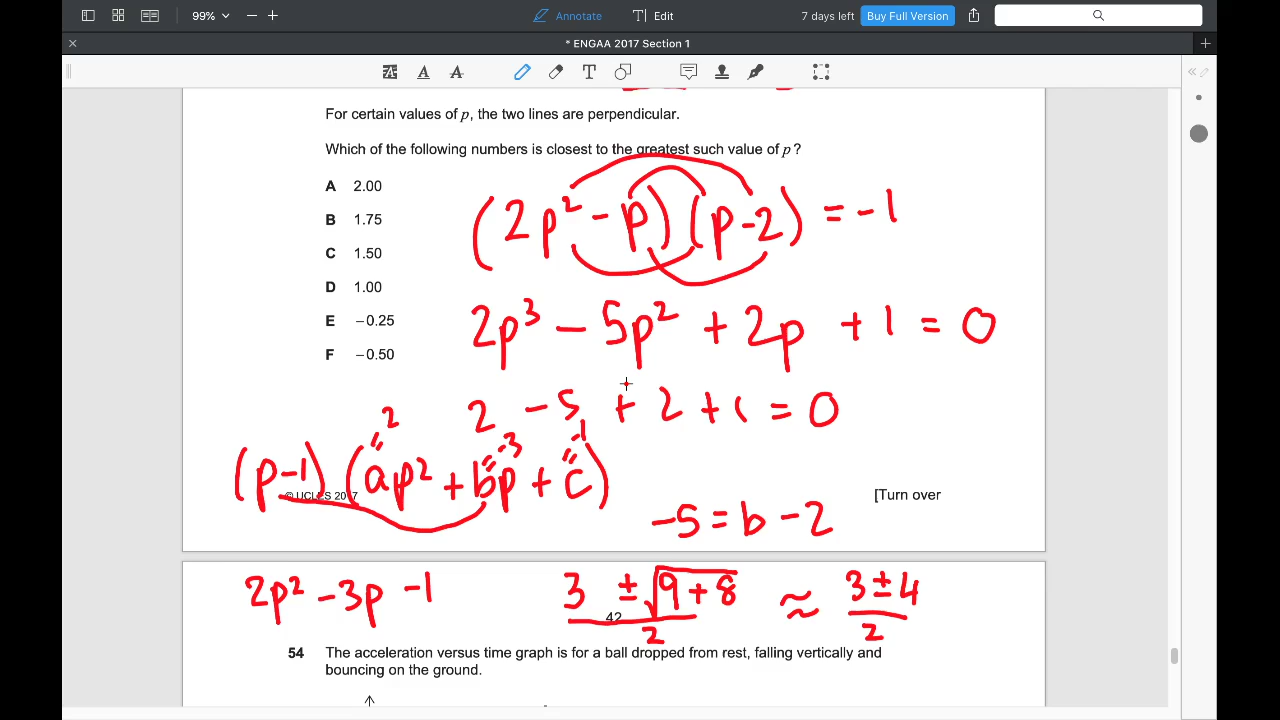 99% Annotate Edit 7 days left Buy Full Version
* ENGAA 2017 Section 1
For certain values of p, the two lines are perpendicular.
Which of the following numbers is closest to the greatest such value of p ?
A 2.00
B 1.75
C 1.50
D 1.00
E −0.25
F −0.50
(2p² − p)(p − 2) = −1
2p³ − 5p² + 2p + 1 = 0
2 − 5 + 2 + 1 = 0
2 −3 −1
(p−1)(ap² + bp + c)
© UCLES 2017
[Turn over
−5 = b − 2
2p² − 3p − 1
3 ± √9 + 8 / 2 ≈ 3 ± 4 / 2
42
54 The acceleration versus time graph is for a ball dropped from rest, falling vertically and
bouncing on the ground.